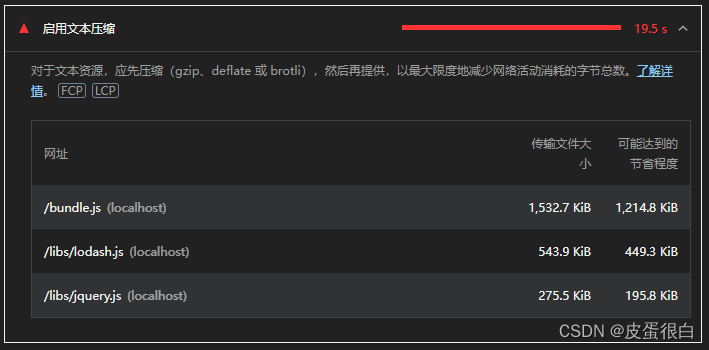 启用文本压缩 19.5 s
对于文本资源，应先压缩（gzip、deflate 或 brotli），然后再提供，以最大限度地减少网络活动消耗的字节总数。了解详
情。 FCP LCP
网址 传输文件大小 可能达到的节省程度
/bundle.js (localhost) 1,532.7 KiB 1,214.8 KiB
/libs/lodash.js (localhost) 543.9 KiB 449.3 KiB
/libs/jquery.js (localhost) 275.5 KiB 195.8 KiB
CSDN @皮蛋很白